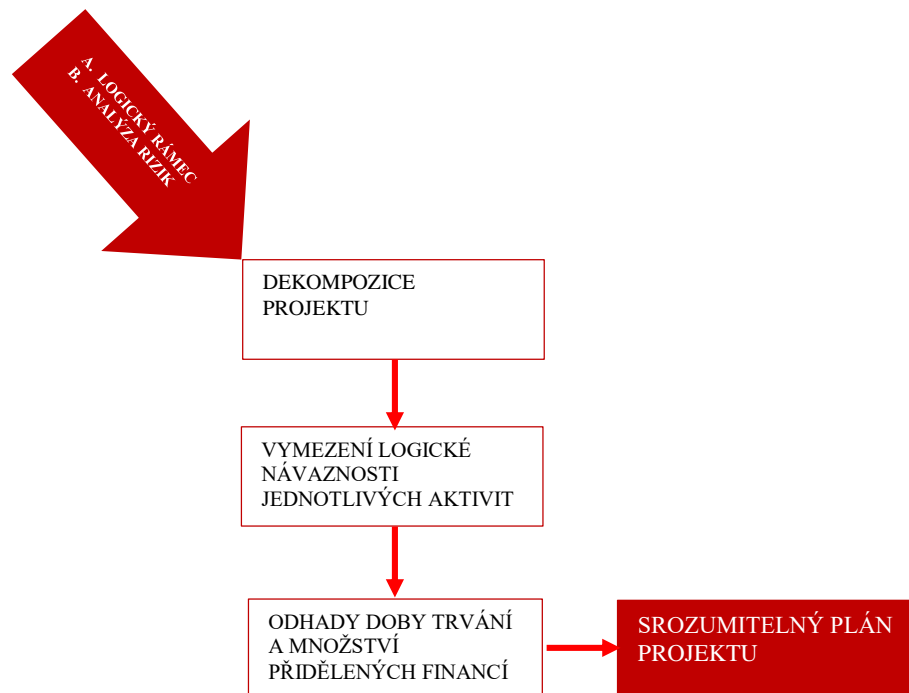 A. LOGICKÝ RÁMEC
B. ANALÝZA RIZIK
DEKOMPOZICE
PROJEKTU
VYMEZENÍ LOGICKÉ
NÁVAZNOSTI
JEDNOTLIVÝCH AKTIVIT
ODHADY DOBY TRVÁNÍ
A MNOŽSTVÍ
PŘIDĚLENÝCH FINANCÍ
SROZUMITELNÝ PLÁN
PROJEKTU